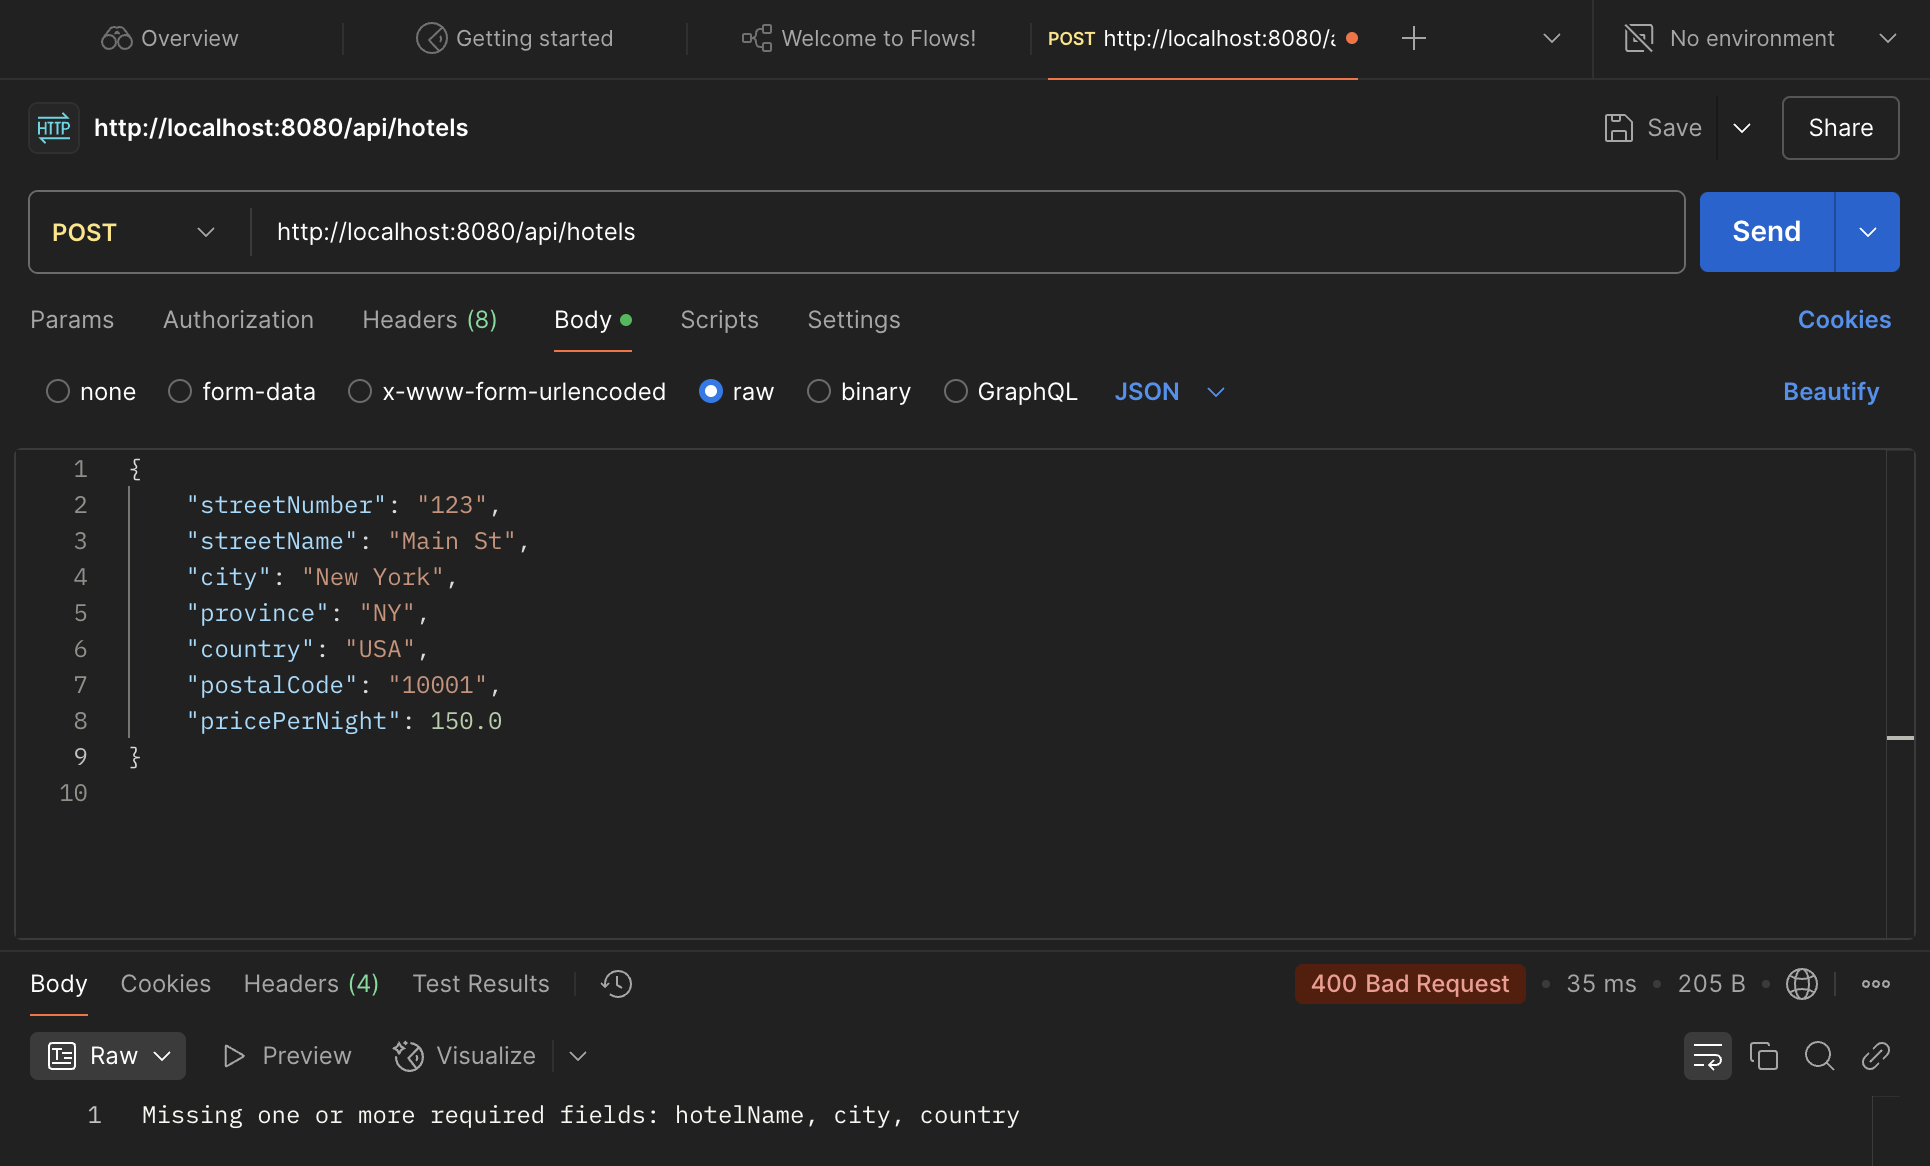 Overview
Getting started
Welcome to Flows!
POST http://localhost:8080/a
No environment
HTTP
http://localhost:8080/api/hotels
Save
Share
POST
http://localhost:8080/api/hotels
Send
Params
Authorization
Headers (8)
Body
Scripts
Settings
Cookies
none
form-data
x-www-form-urlencoded
raw
binary
GraphQL
JSON
Beautify
1 {
2 "streetNumber": "123",
3 "streetName": "Main St",
4 "city": "New York",
5 "province": "NY",
6 "country": "USA",
7 "postalCode": "10001",
8 "pricePerNight": 150.0
9 }
10
Body
Cookies
Headers (4)
Test Results
400 Bad Request
35 ms
205 B
Raw
Preview
Visualize
1 Missing one or more required fields: hotelName, city, country